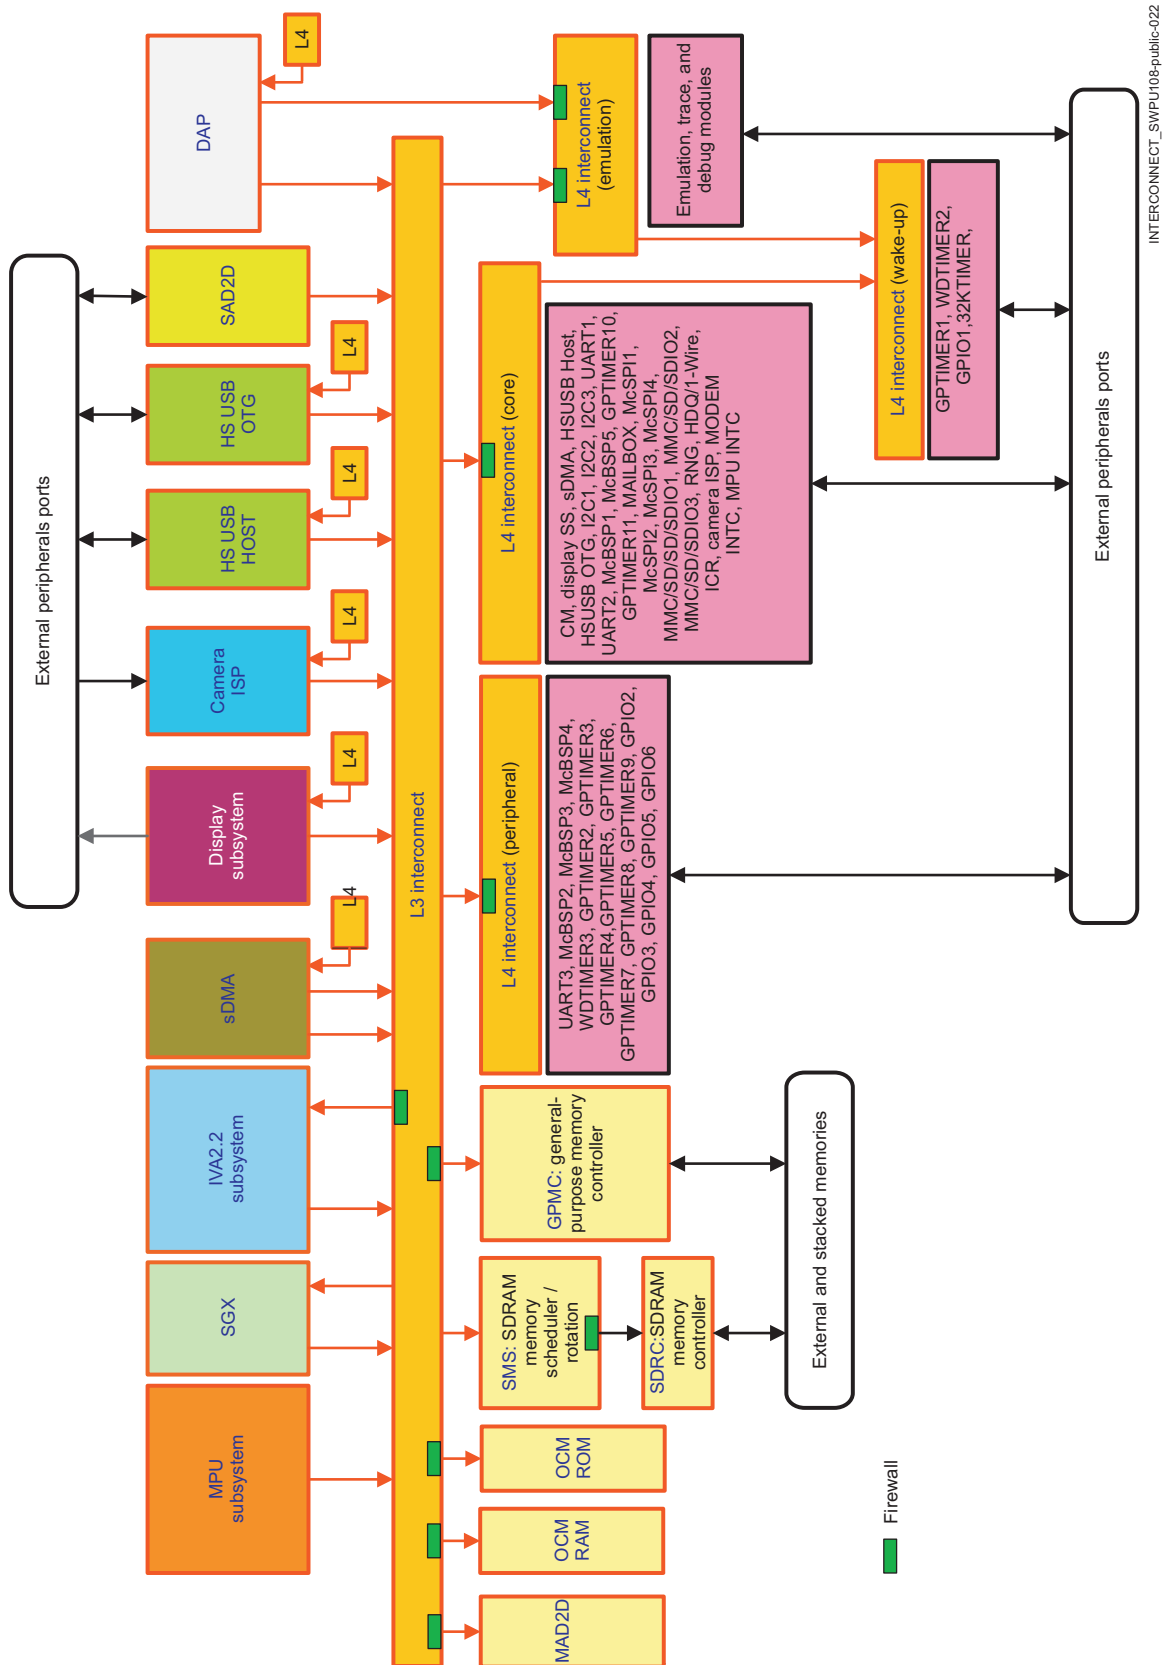 External peripherals ports
MPU
subsystem
SGX
IVA2.2
subsystem
sDMA
L4
Display
subsystem
L4
Camera
ISP
L4
HS USB
HOST
L4
HS USB
OTG
L4
SAD2D
DAP
L4
L3 interconnect
MAD2D
OCM
RAM
OCM
ROM
SMS: SDRAM
memory
scheduler /
rotation
SDRC:SDRAM
memory
controller
GPMC: general-
purpose memory
controller
External and stacked memories
L4 interconnect (peripheral)
UART3, McBSP2, McBSP3, McBSP4,
WDTIMER3, GPTIMER2, GPTIMER3,
GPTIMER4,GPTIMER5, GPTIMER6,
GPTIMER7, GPTIMER8, GPTIMER9, GPIO2,
GPIO3, GPIO4, GPIO5, GPIO6
L4 interconnect (core)
CM, display SS, sDMA, HSUSB Host,
HSUSB OTG, I2C1, I2C2, I2C3, UART1,
UART2, McBSP1, McBSP5, GPTIMER10,
GPTIMER11, MAILBOX, McSPI1,
McSPI2, McSPI3, McSPI4,
MMC/SD/SDIO1, MMC/SD/SDIO2,
MMC/SD/SDIO3, RNG, HDQ/1-Wire,
ICR, camera ISP, MODEM
INTC, MPU INTC
L4 interconnect
(emulation)
Emulation, trace, and
debug modules
L4 interconnect (wake-up)
GPTIMER1, WDTIMER2,
GPIO1,32KTIMER,
External peripherals ports
Firewall
INTERCONNECT_SWPU108-public-022